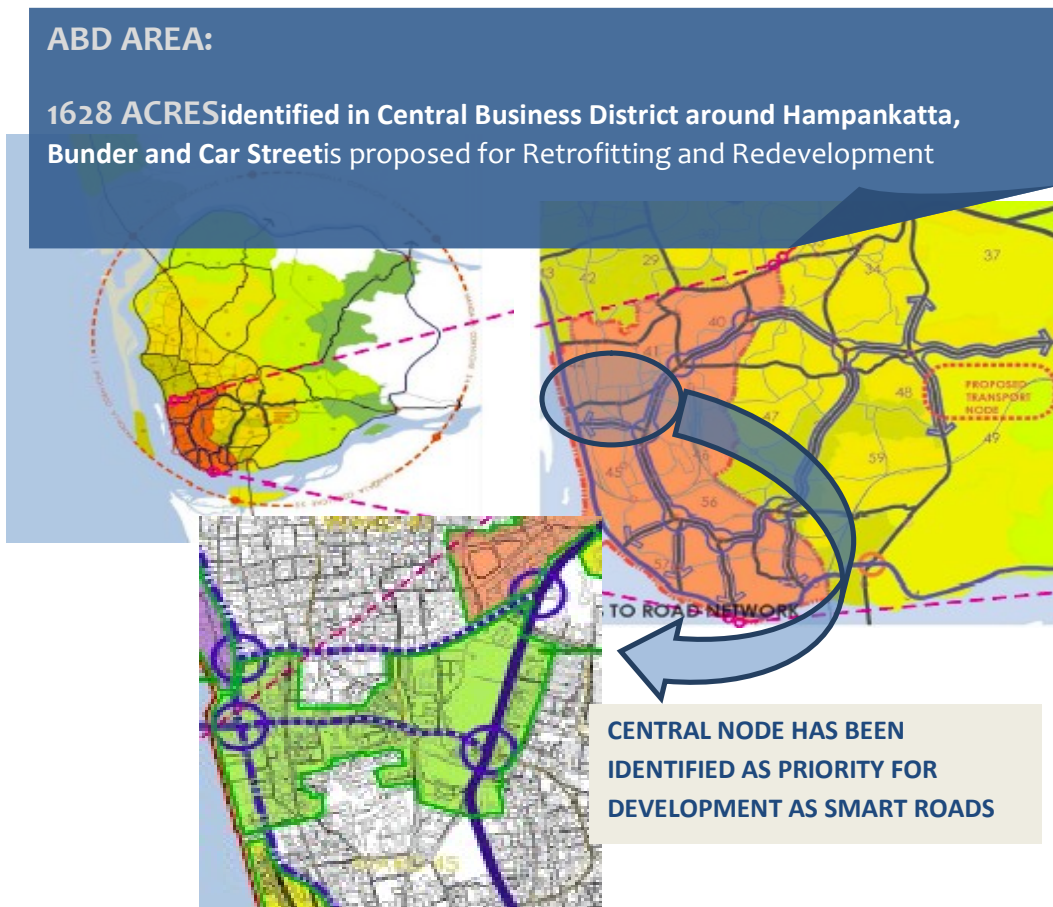 ABD AREA:
1628 ACRESidentified in Central Business District around Hampankatta,
Bunder and Car Streetis proposed for Retrofitting and Redevelopment
37
29
42
34
40
41
PROPOSED
TRANSPORT
NODE
48
47
49
59
45
56
57
TO ROAD NETWORK
CENTRAL NODE HAS BEEN
IDENTIFIED AS PRIORITY FOR
DEVELOPMENT AS SMART ROADS